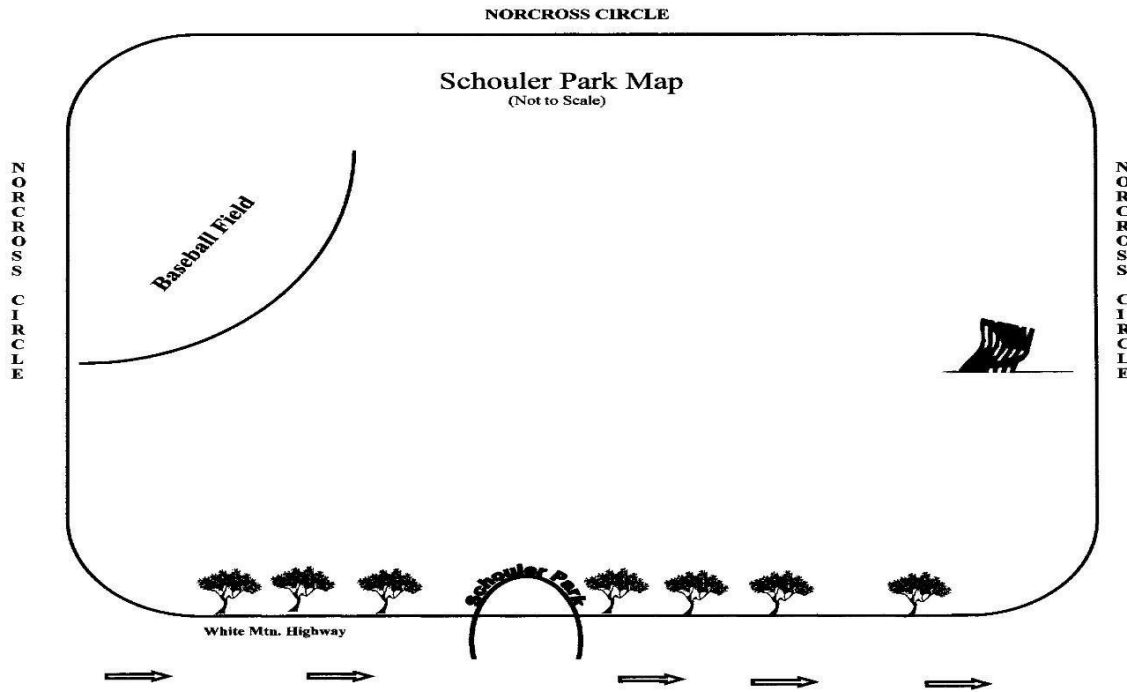 NORCROSS CIRCLE
Schouler Park Map
(Not to Scale)
NORCROSS CIRCLE
Baseball Field
NORCROSS CIRCLE
Schouler Park
White Mtn. Highway